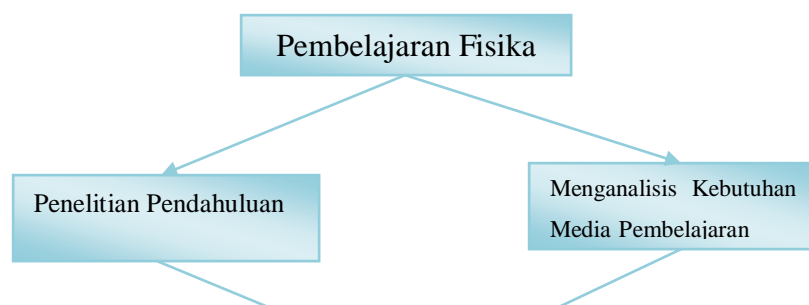 Pembelajaran Fisika
Penelitian Pendahuluan
Menganalisis Kebutuhan
Media Pembelajaran